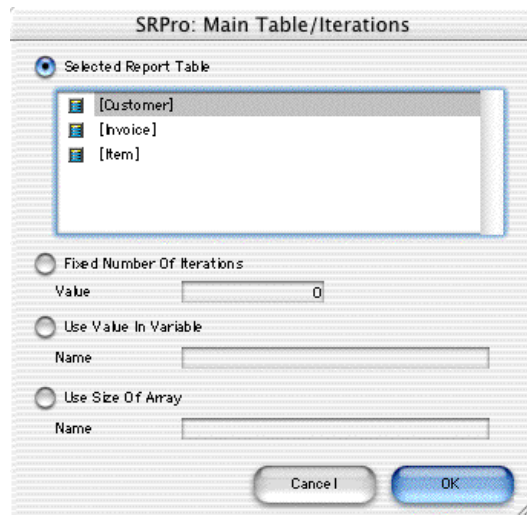 SRPro: Main Table/Iterations
Selected Report Table
[Customer]
[Invoice]
[Item]
Fixed Number Of Iterations
Value 0
Use Value In Variable
Name
Use Size Of Array
Name
Cancel OK